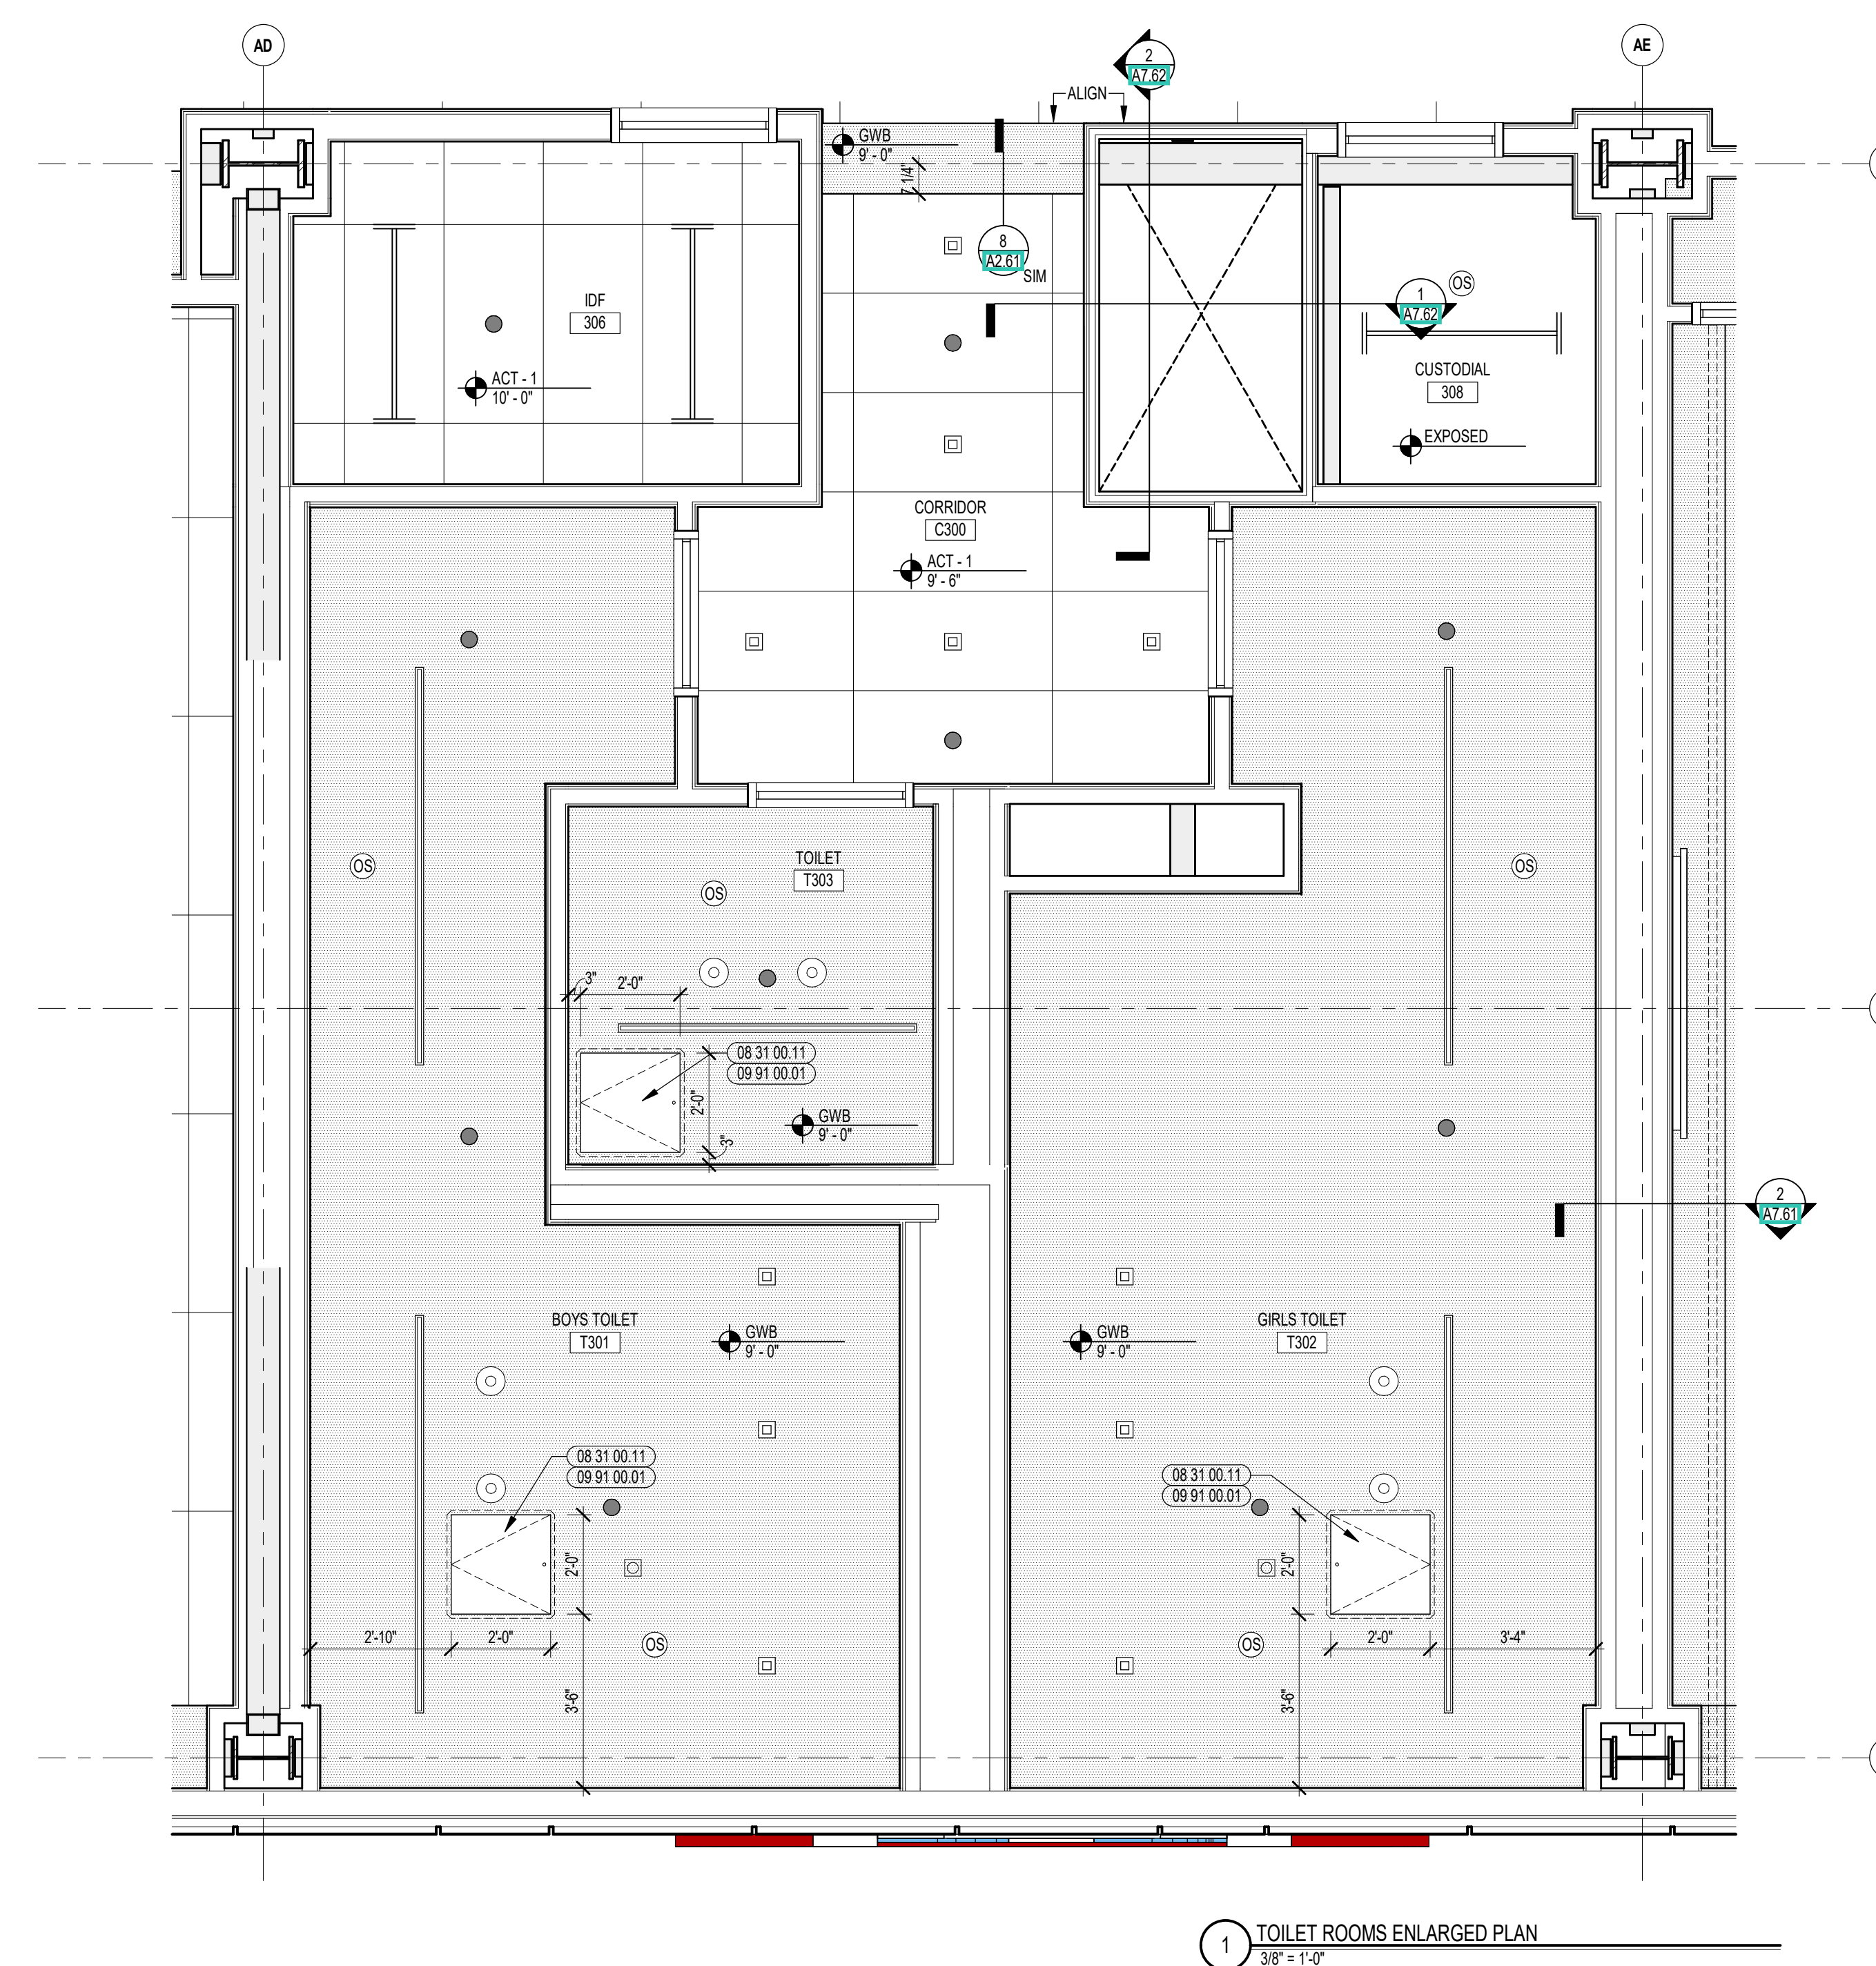 AD
AE
2
A7.62
ALIGN
GWB
9' - 0"
7 1/4"
8
A2.61
SIM
1
A7.62
OS
IDF
306
ACT - 1
10' - 0"
CUSTODIAL
308
EXPOSED
CORRIDOR
C300
ACT - 1
9' - 6"
TOILET
T303
OS
OS
OS
3"
2'-0"
08 31 00.11
09 91 00.01
2'-0"
GWB
9' - 0"
3"
2
A7.61
BOYS TOILET
T301
GWB
9' - 0"
GWB
9' - 0"
GIRLS TOILET
T302
08 31 00.11
09 91 00.01
08 31 00.11
09 91 00.01
2'-0"
2'-0"
2'-10"
2'-0"
OS
OS
2'-0"
3'-4"
3'-6"
3'-6"
1
TOILET ROOMS ENLARGED PLAN
3/8" = 1'-0"